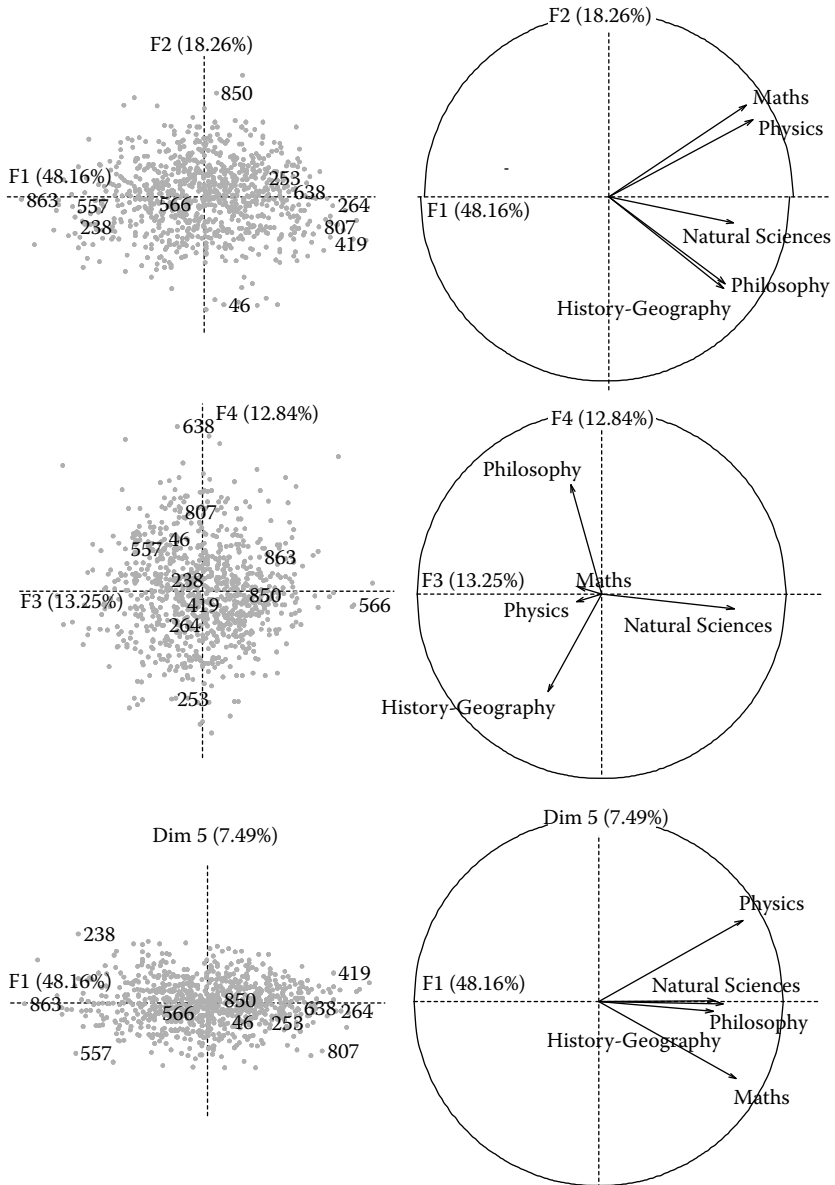 F2 (18.26%)
850
F1 (48.16%)
253
638
863
557
566
264
238
807
419
46
F2 (18.26%)
Maths
Physics
F1 (48.16%)
Natural Sciences
Philosophy
History-Geography
F4 (12.84%)
638
807
46
557
863
238
F3 (13.25%)
419
850
566
264
253
F4 (12.84%)
Philosophy
F3 (13.25%)
Maths
Physics
Natural Sciences
History-Geography
Dim 5 (7.49%)
238
F1 (48.16%)
419
863
566
850
638
264
46
253
557
807
Dim 5 (7.49%)
Physics
F1 (48.16%)
Natural Sciences
Philosophy
History-Geography
Maths